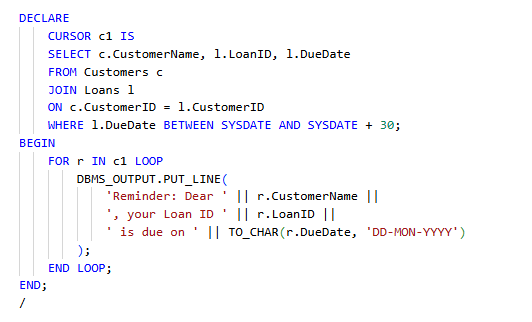 DECLARE
    CURSOR c1 IS
    SELECT c.CustomerName, l.LoanID, l.DueDate
    FROM Customers c
    JOIN Loans l
    ON c.CustomerID = l.CustomerID
    WHERE l.DueDate BETWEEN SYSDATE AND SYSDATE + 30;
BEGIN
    FOR r IN c1 LOOP
        DBMS_OUTPUT.PUT_LINE(
            'Reminder: Dear ' || r.CustomerName ||
            ', your Loan ID ' || r.LoanID ||
            ' is due on ' || TO_CHAR(r.DueDate, 'DD-MON-YYYY')
        );
    END LOOP;
END;
/